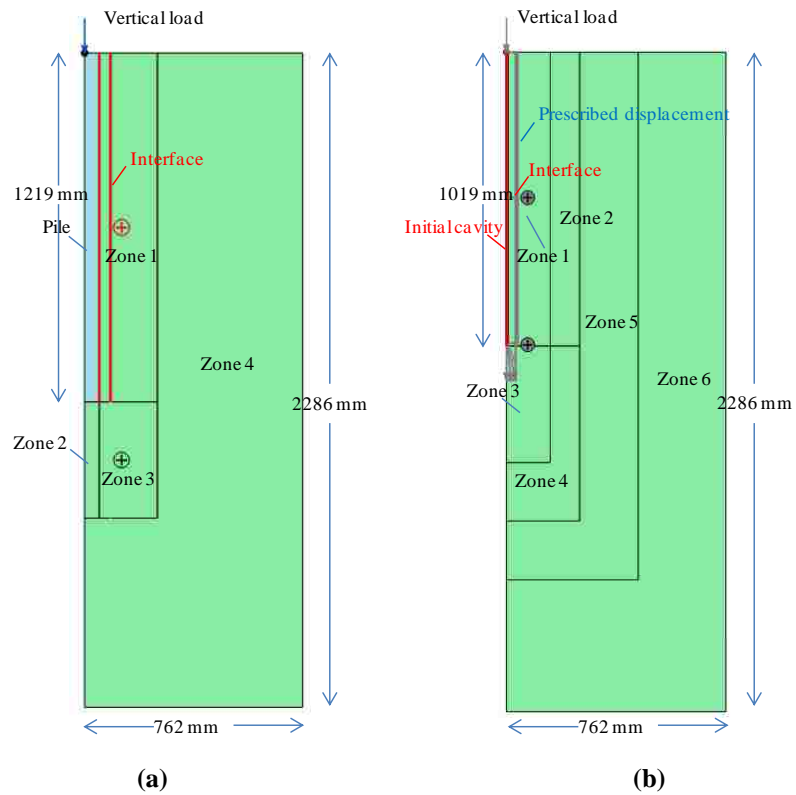 Vertical load
Interface
1219 mm
Pile
Zone 1
Zone 4
2286 mm
Zone 2
Zone 3
762 mm
(a)
Vertical load
Prescribed displacement
Interface
1019 mm
Zone 2
Initial cavity
Zone 1
Zone 5
Zone 6
Zone 3
2286 mm
Zone 4
762 mm
(b)